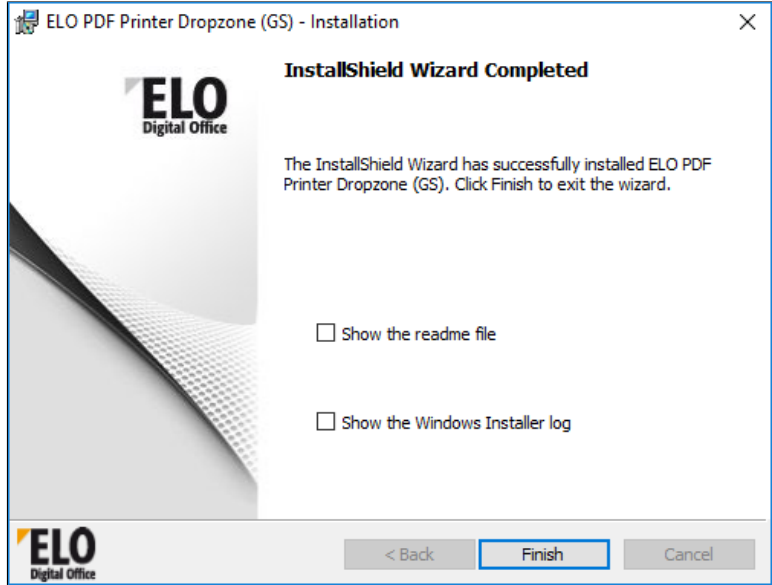 ELO PDF Printer Dropzone (GS) - Installation
ELO
Digital Office
InstallShield Wizard Completed
The InstallShield Wizard has successfully installed ELO PDF
Printer Dropzone (GS). Click Finish to exit the wizard.
Show the readme file
Show the Windows Installer log
ELO
Digital Office
< Back
Finish
Cancel